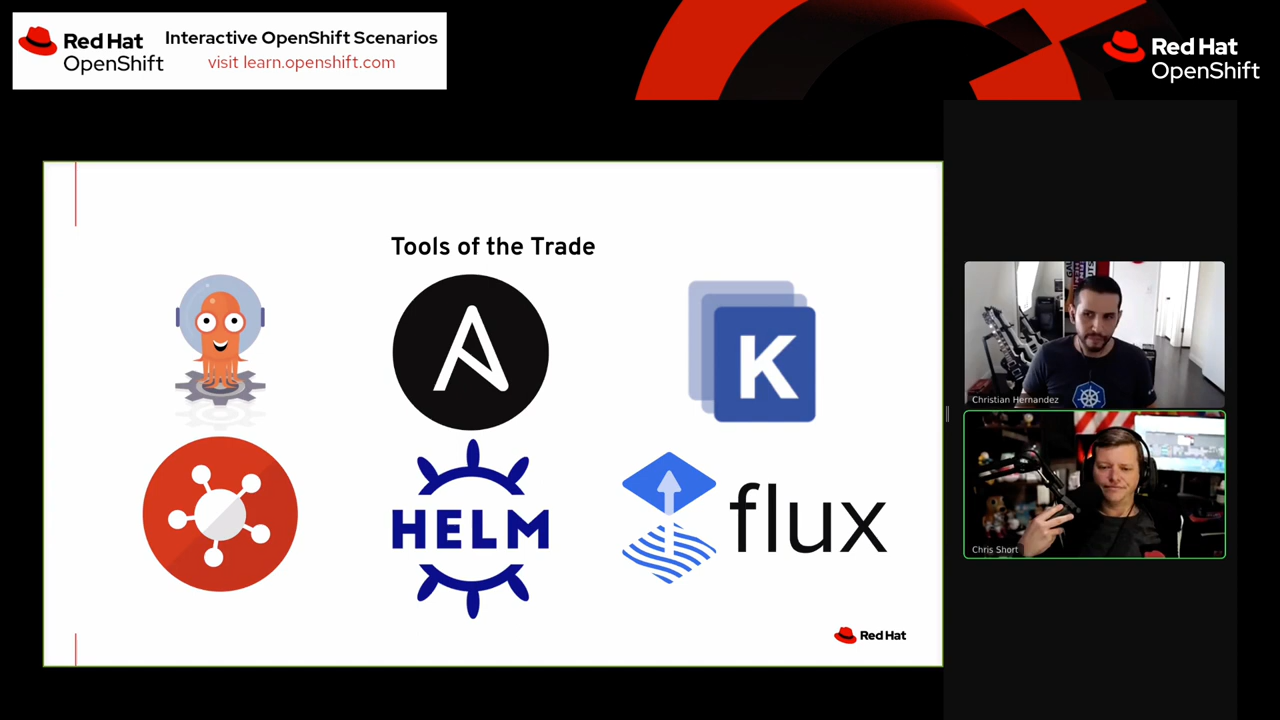 Red Hat
OpenShift
Interactive OpenShift Scenarios
visit learn.openshift.com
Red Hat
OpenShift
Tools of the Trade
K
HELM
flux
Red Hat
Christian Hernandez
Chris Short